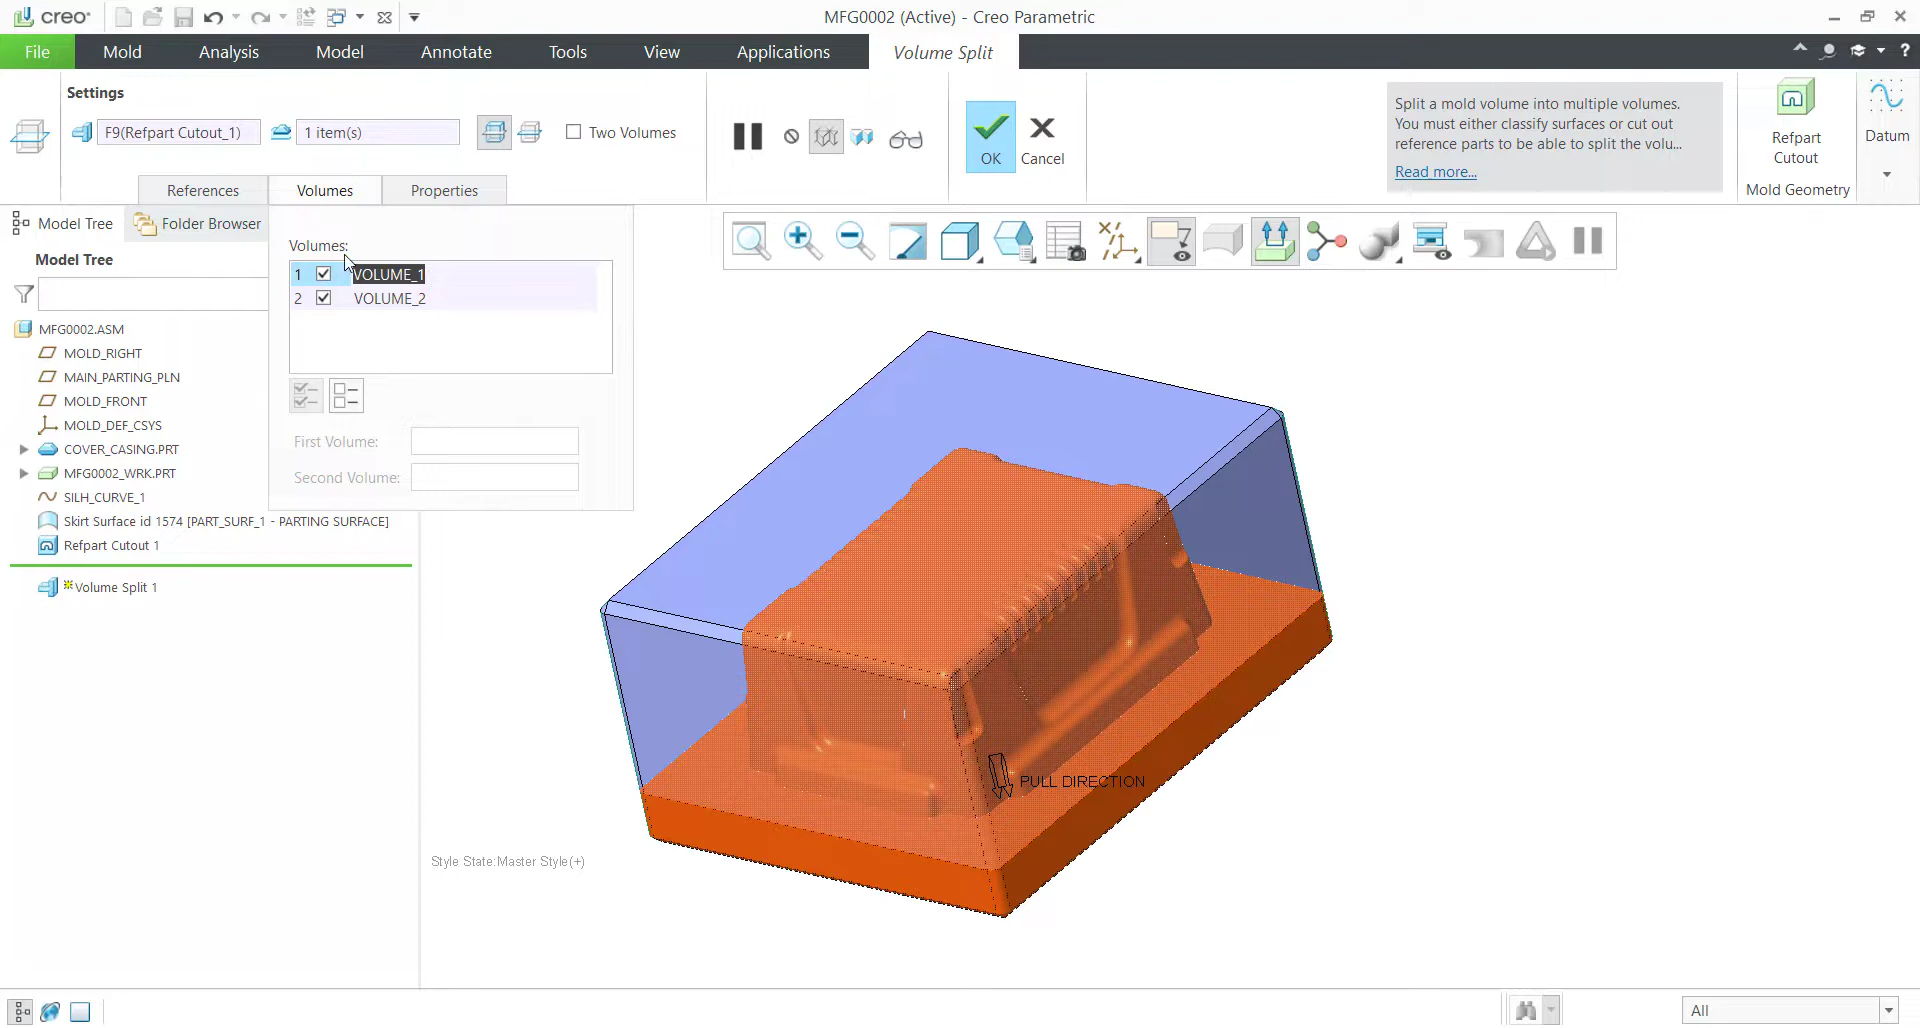 creo®
MFG0002 (Active) - Creo Parametric
File
Mold
Analysis
Model
Annotate
Tools
View
Applications
Volume Split
?
Settings
F9(Refpart Cutout_1)
1 item(s)
Two Volumes
OK
Cancel
Split a mold volume into multiple volumes.
You must either classify surfaces or cut out
reference parts to be able to split the volu...
Read more...
Refpart
Cutout
Mold Geometry
Datum
References
Volumes
Properties
Model Tree
Folder Browser
Model Tree
MFG0002.ASM
MOLD_RIGHT
MAIN_PARTING_PLN
MOLD_FRONT
MOLD_DEF_CSYS
COVER_CASING.PRT
MFG0002_WRK.PRT
SILH_CURVE_1
Skirt Surface id 1574 [PART_SURF_1 - PARTING SURFACE]
Refpart Cutout 1
Volume Split 1
Volumes:
1 VOLUME_1
2 VOLUME_2
First Volume:
Second Volume:
PULL DIRECTION
Style State:Master Style(+)
All